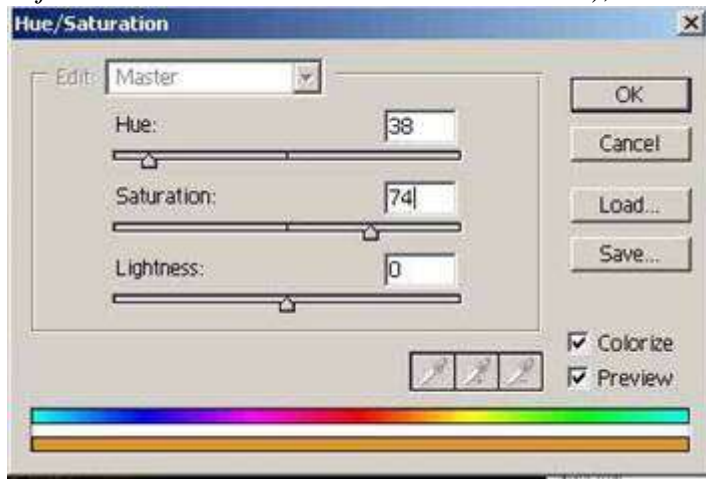 Hue/Saturation
Edit: Master
Hue: 38
Saturation: 74
Lightness: 0
OK
Cancel
Load...
Save...
Colorize
Preview